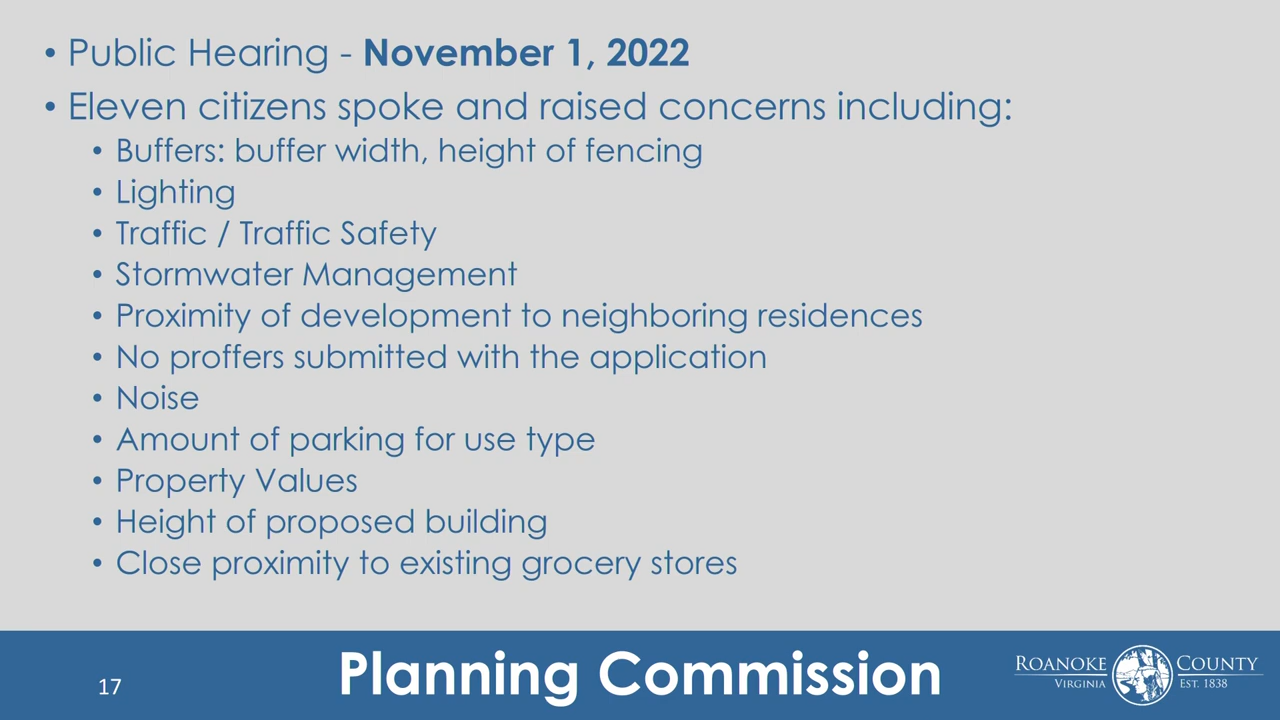 • Public Hearing - November 1, 2022
• Eleven citizens spoke and raised concerns including:
• Buffers: buffer width, height of fencing
• Lighting
• Traffic / Traffic Safety
• Stormwater Management
• Proximity of development to neighboring residences
• No proffers submitted with the application
• Noise
• Amount of parking for use type
• Property Values
• Height of proposed building
• Close proximity to existing grocery stores
17
Planning Commission
ROANOKE COUNTY
VIRGINIA EST. 1838